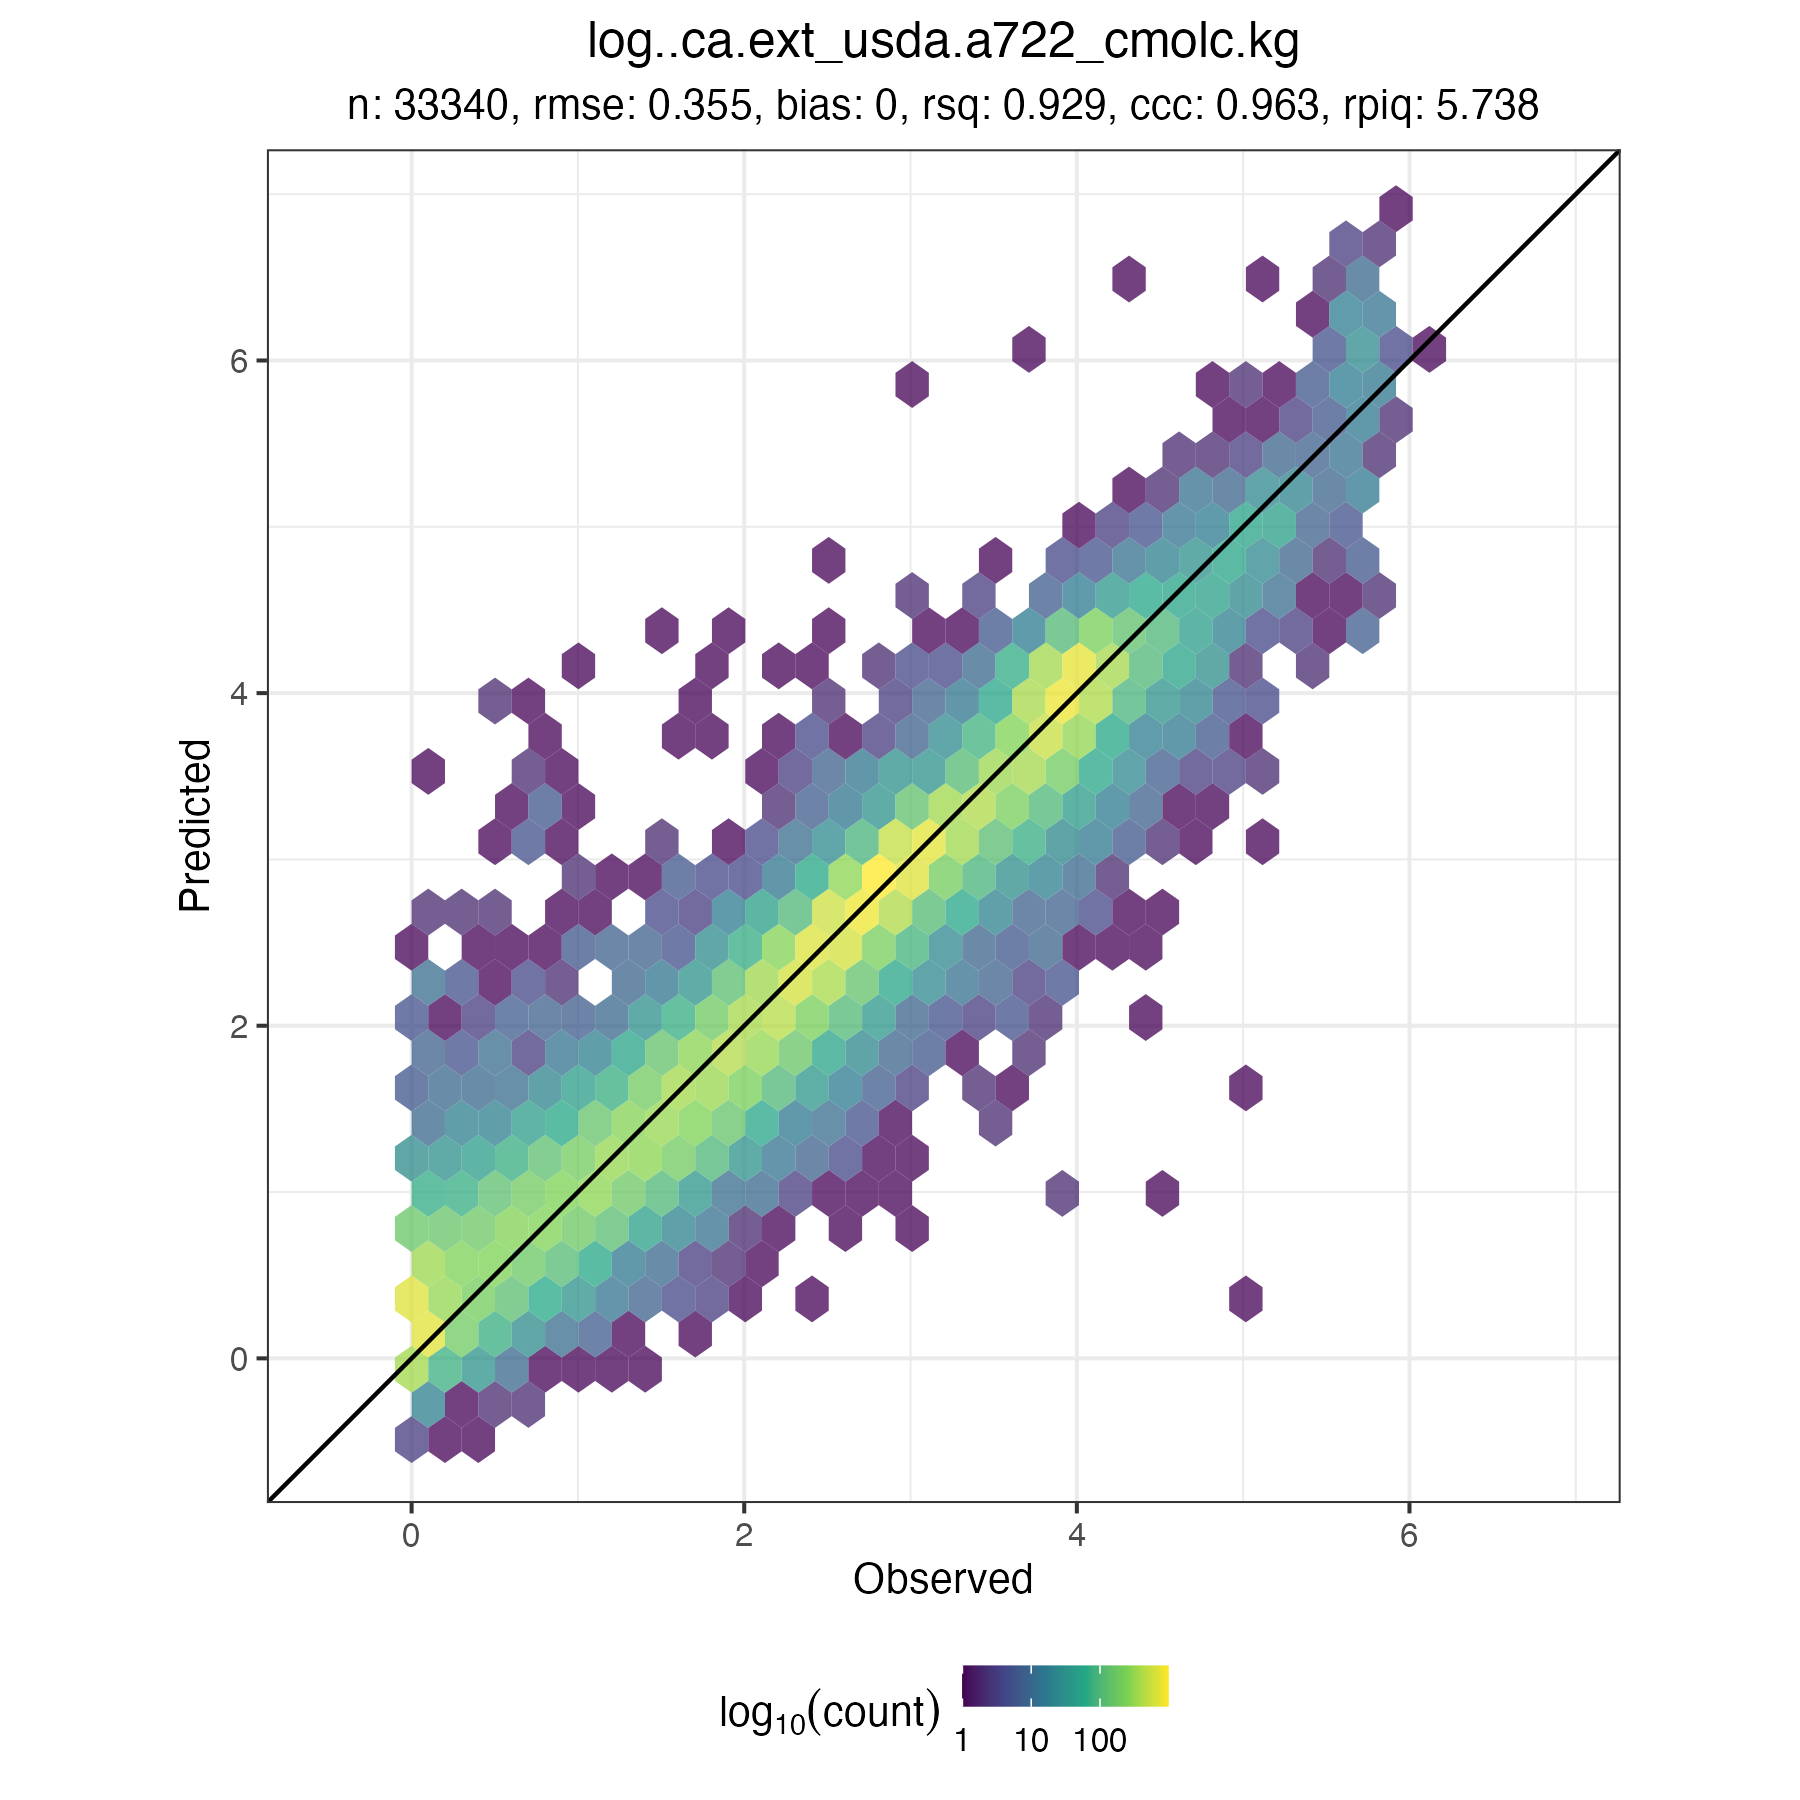 log..ca.ext_usda.a722_cmolc.kg
n: 33340, rmse: 0.355, bias: 0, rsq: 0.929, ccc: 0.963, rpiq: 5.738
Predicted
6
4
2
0
0 2 4 6
Observed
log10(count)
1 10 100